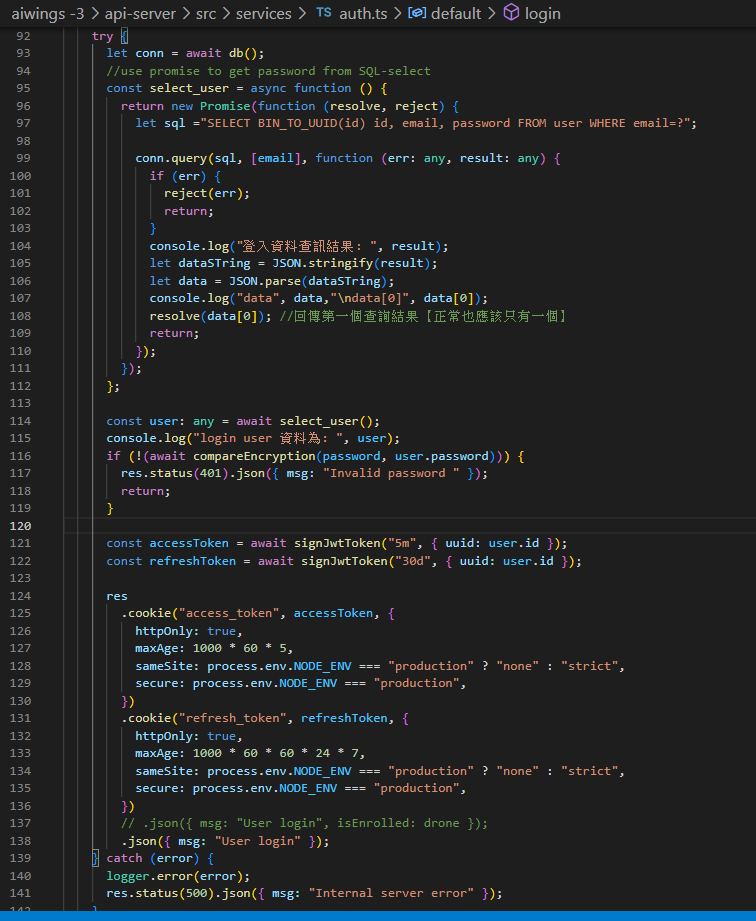 aiwings -3 > api-server > src > services > TS auth.ts > default > login
92 try {
93 let conn = await db();
94 //use promise to get password from SQL-select
95 const select_user = async function () {
96 return new Promise(function (resolve, reject) {
97 let sql ="SELECT BIN_TO_UUID(id) id, email, password FROM user WHERE email=?";
98
99 conn.query(sql, [email], function (err: any, result: any) {
100 if (err) {
101 reject(err);
102 return;
103 }
104 console.log("登入資料查訊結果: ", result);
105 let dataSTring = JSON.stringify(result);
106 let data = JSON.parse(dataSTring);
107 console.log("data", data,"\ndata[0]", data[0]);
108 resolve(data[0]); //回傳第一個查詢結果【正常也應該只有一個】
109 return;
110 });
111 });
112 };
113
114 const user: any = await select_user();
115 console.log("login user 資料為: ", user);
116 if (!(await compareEncryption(password, user.password))) {
117 res.status(401).json({ msg: "Invalid password " });
118 return;
119 }
120
121 const accessToken = await signJwtToken("5m", { uuid: user.id });
122 const refreshToken = await signJwtToken("30d", { uuid: user.id });
123
124 res
125 .cookie("access_token", accessToken, {
126 httpOnly: true,
127 maxAge: 1000 * 60 * 5,
128 sameSite: process.env.NODE_ENV === "production" ? "none" : "strict",
129 secure: process.env.NODE_ENV === "production",
130 })
131 .cookie("refresh_token", refreshToken, {
132 httpOnly: true,
133 maxAge: 1000 * 60 * 60 * 24 * 7,
134 sameSite: process.env.NODE_ENV === "production" ? "none" : "strict",
135 secure: process.env.NODE_ENV === "production",
136 })
137 // .json({ msg: "User login", isEnrolled: drone });
138 .json({ msg: "User login" });
139 } catch (error) {
140 logger.error(error);
141 res.status(500).json({ msg: "Internal server error" });
142 }